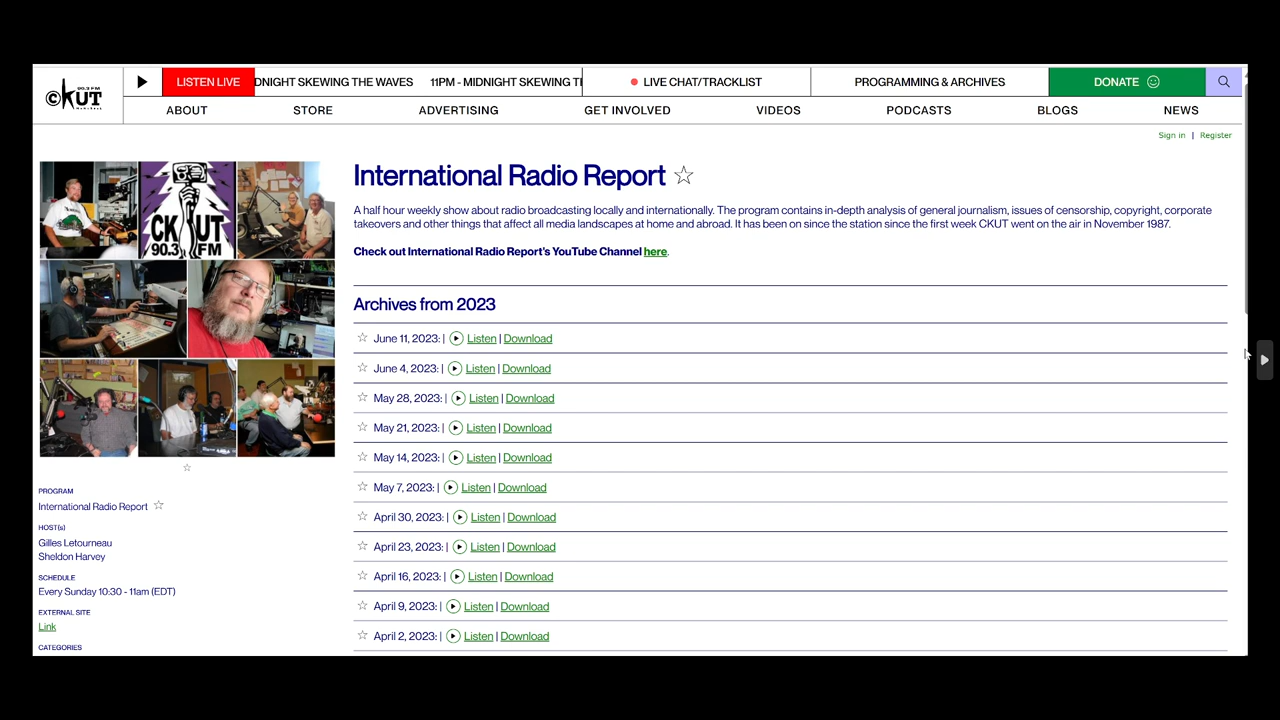 90.3 FM
©kUT
LISTEN LIVE
DNIGHT SKEWING THE WAVES 11PM - MIDNIGHT SKEWING TI
LIVE CHAT/TRACKLIST
PROGRAMMING & ARCHIVES
DONATE
ABOUT
STORE
ADVERTISING
GET INVOLVED
VIDEOS
PODCASTS
BLOGS
NEWS
Sign in | Register
CKUT
90.3 FM
PROGRAM
International Radio Report
HOST(s)
Gilles Letourneau
Sheldon Harvey
SCHEDULE
Every Sunday 10:30 - 11am (EDT)
EXTERNAL SITE
Link
CATEGORIES
International Radio Report
A half hour weekly show about radio broadcasting locally and internationally. The program contains in-depth analysis of general journalism, issues of censorship, copyright, corporate
takeovers and other things that affect all media landscapes at home and abroad. It has been on since the station since the first week CKUT went on the air in November 1987.
Check out International Radio Report's YouTube Channel here.
Archives from 2023
June 11, 2023: | Listen | Download
June 4, 2023: | Listen | Download
May 28, 2023: | Listen | Download
May 21, 2023: | Listen | Download
May 14, 2023: | Listen | Download
May 7, 2023: | Listen | Download
April 30, 2023: | Listen | Download
April 23, 2023: | Listen | Download
April 16, 2023: | Listen | Download
April 9, 2023: | Listen | Download
April 2, 2023: | Listen | Download